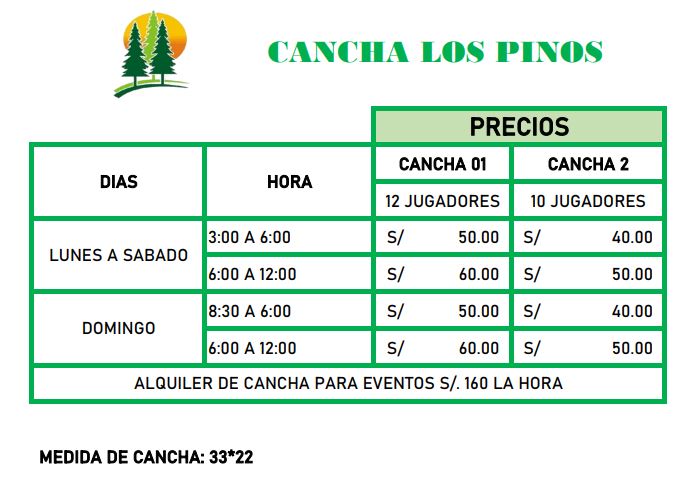 CANCHA LOS PINOS
PRECIOS
DIAS HORA CANCHA 01 CANCHA 2
12 JUGADORES 10 JUGADORES
LUNES A SABADO
3:00 A 6:00 S/ 50.00 S/ 40.00
6:00 A 12:00 S/ 60.00 S/ 50.00
DOMINGO
8:30 A 6:00 S/ 50.00 S/ 40.00
6:00 A 12:00 S/ 60.00 S/ 50.00
ALQUILER DE CANCHA PARA EVENTOS S/. 160 LA HORA
MEDIDA DE CANCHA: 33*22